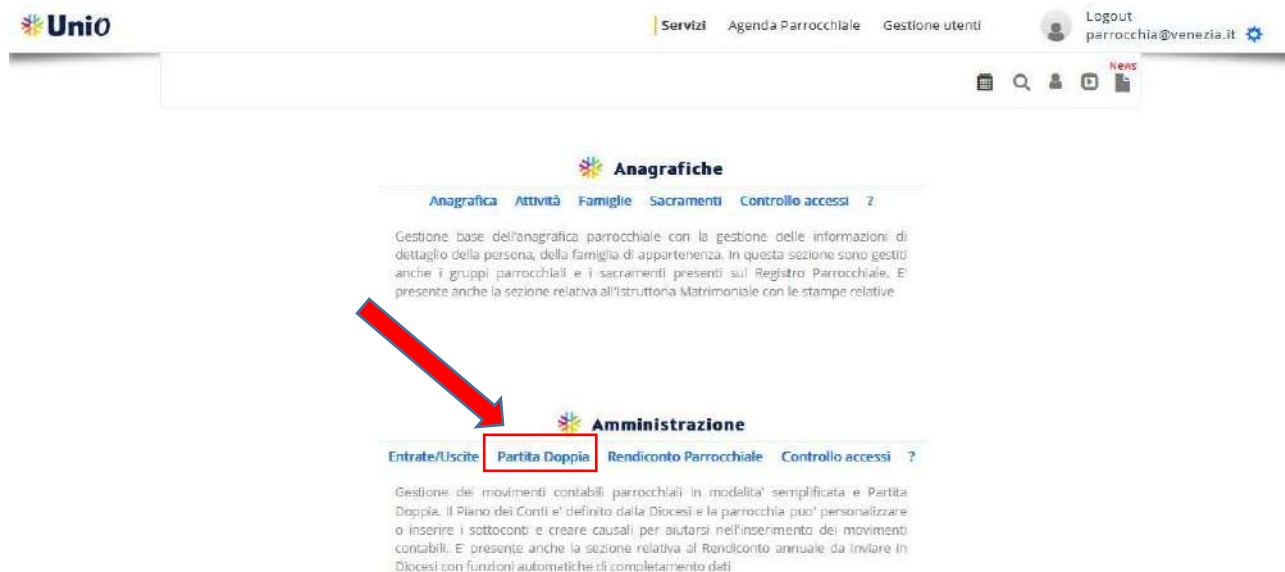 Unio
Servizi Agenda Parrocchiale Gestione utenti
Logout
parrocchia@venezia.it
News
Anagrafiche
Anagrafica Attività Famiglie Sacramenti Controllo accessi ?
Gestione base dell'anagrafica parrocchiale con la gestione delle informazioni di
dettaglio della persona, della famiglia di appartenenza. In questa sezione sono gestiti
anche i gruppi parrocchiali e i sacramenti presenti sul Registro Parrocchiale. E'
presente anche la sezione relativa all'Istruttoria Matrimoniale con le stampe relative
Amministrazione
Entrate/Uscite Partita Doppia Rendiconto Parrocchiale Controllo accessi ?
Gestione dei movimenti contabili parrocchiali in modalita' semplificata e Partita
Doppia. Il Piano dei Conti e' definito dalla Diocesi e la parrocchia puo' personalizzare
o inserire i sottoconti e creare causali per aiutarsi nell'inserimento dei movimenti
contabili. E' presente anche la sezione relativa al Rendiconto annuale da inviare in
Diocesi con funzioni automatiche di completamento dati